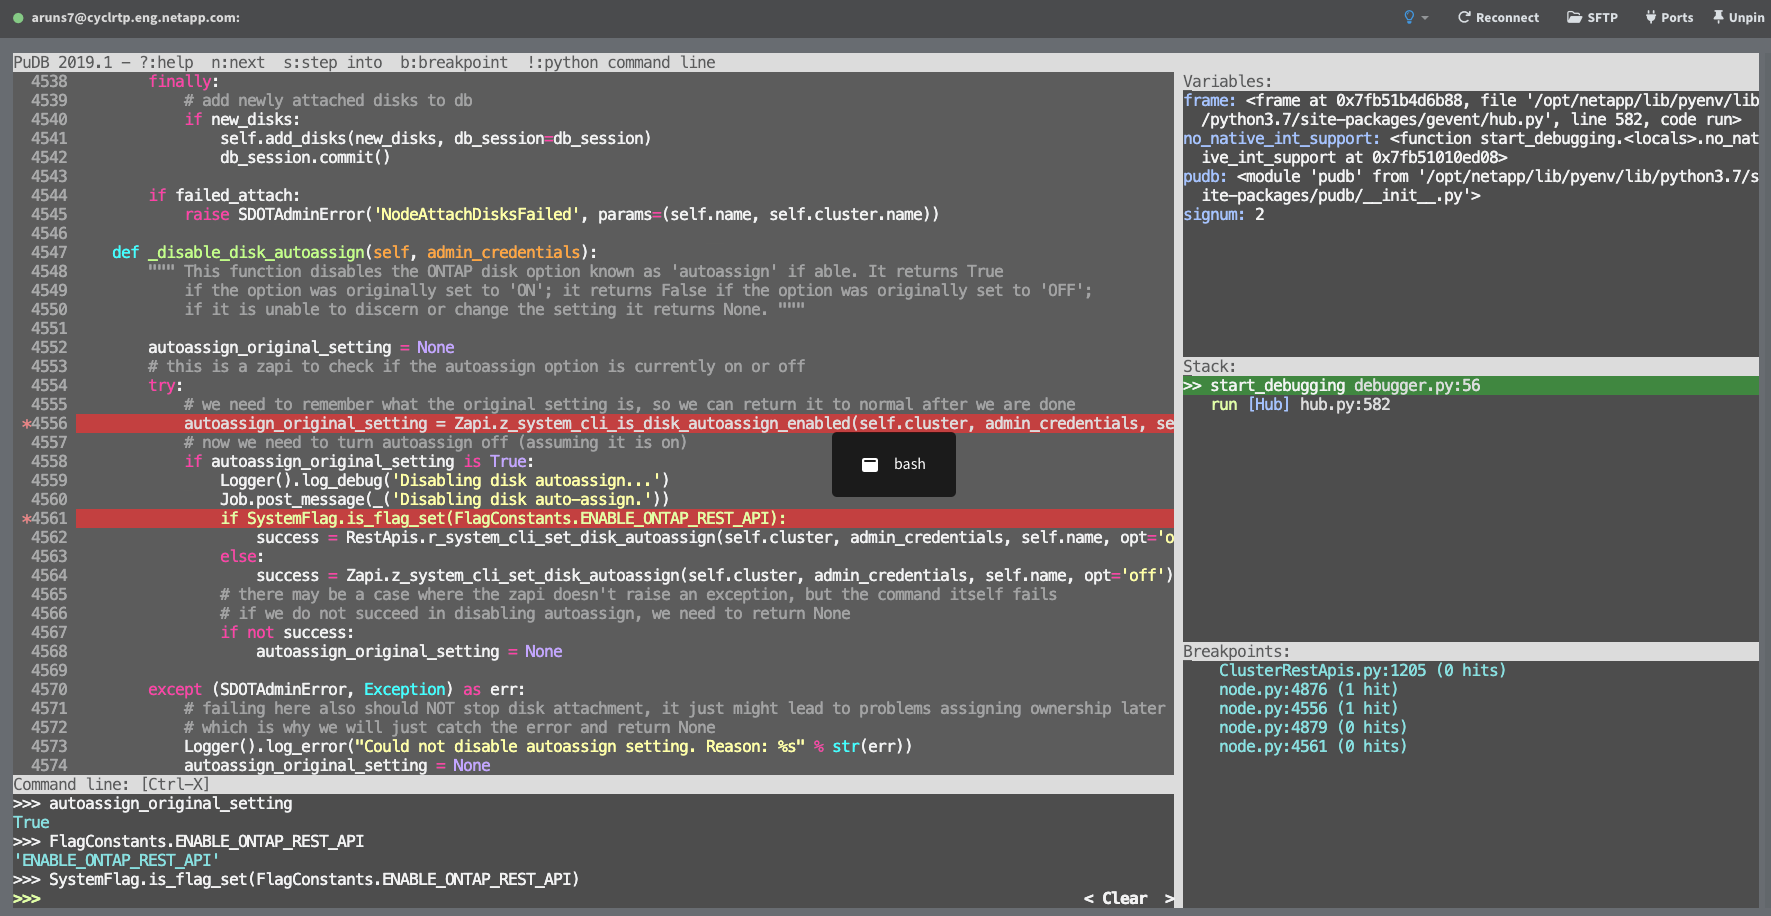 aruns7@cyclrtp.eng.netapp.com:
Reconnect SFTP Ports Unpin
PuDB 2019.1 - ?:help n:next s:step into b:breakpoint !:python command line
4538 finally:
4539 # add newly attached disks to db
4540 if new_disks:
4541 self.add_disks(new_disks, db_session=db_session)
4542 db_session.commit()
4543
4544 if failed_attach:
4545 raise SDOTAdminError('NodeAttachDisksFailed', params=(self.name, self.cluster.name))
4546
4547 def _disable_disk_autoassign(self, admin_credentials):
4548 """ This function disables the ONTAP disk option known as 'autoassign' if able. It returns True
4549 if the option was originally set to 'ON'; it returns False if the option was originally set to 'OFF';
4550 if it is unable to discern or change the setting it returns None. """
4551
4552 autoassign_original_setting = None
4553 # this is a zapi to check if the autoassign option is currently on or off
4554 try:
4555 # we need to remember what the original setting is, so we can return it to normal after we are done
*4556 autoassign_original_setting = Zapi.z_system_cli_is_disk_autoassign_enabled(self.cluster, admin_credentials, se
4557 # now we need to turn autoassign off (assuming it is on)
4558 if autoassign_original_setting is True:
4559 Logger().log_debug('Disabling disk autoassign...')
4560 Job.post_message(_('Disabling disk auto-assign.'))
*4561 if SystemFlag.is_flag_set(FlagConstants.ENABLE_ONTAP_REST_API):
4562 success = RestApis.r_system_cli_set_disk_autoassign(self.cluster, admin_credentials, self.name, opt='o
4563 else:
4564 success = Zapi.z_system_cli_set_disk_autoassign(self.cluster, admin_credentials, self.name, opt='off')
4565 # there may be a case where the zapi doesn't raise an exception, but the command itself fails
4566 # if we do not succeed in disabling autoassign, we need to return None
4567 if not success:
4568 autoassign_original_setting = None
4569
4570 except (SDOTAdminError, Exception) as err:
4571 # failing here also should NOT stop disk attachment, it just might lead to problems assigning ownership later
4572 # which is why we will just catch the error and return None
4573 Logger().log_error("Could not disable autoassign setting. Reason: %s" % str(err))
4574 autoassign_original_setting = None
bash
Command line: [Ctrl-X]
>>> autoassign_original_setting
True
>>> FlagConstants.ENABLE_ONTAP_REST_API
'ENABLE_ONTAP_REST_API'
>>> SystemFlag.is_flag_set(FlagConstants.ENABLE_ONTAP_REST_API)
>>>
< Clear >
Variables:
frame: <frame at 0x7fb51b4d6b88, file '/opt/netapp/lib/pyenv/lib
/python3.7/site-packages/gevent/hub.py', line 582, code run>
no_native_int_support: <function start_debugging.<locals>.no_nat
ive_int_support at 0x7fb51010ed08>
pudb: <module 'pudb' from '/opt/netapp/lib/pyenv/lib/python3.7/s
ite-packages/pudb/__init__.py'>
signum: 2
Stack:
>> start_debugging debugger.py:56
run [Hub] hub.py:582
Breakpoints:
ClusterRestApis.py:1205 (0 hits)
node.py:4876 (1 hit)
node.py:4556 (1 hit)
node.py:4879 (0 hits)
node.py:4561 (0 hits)